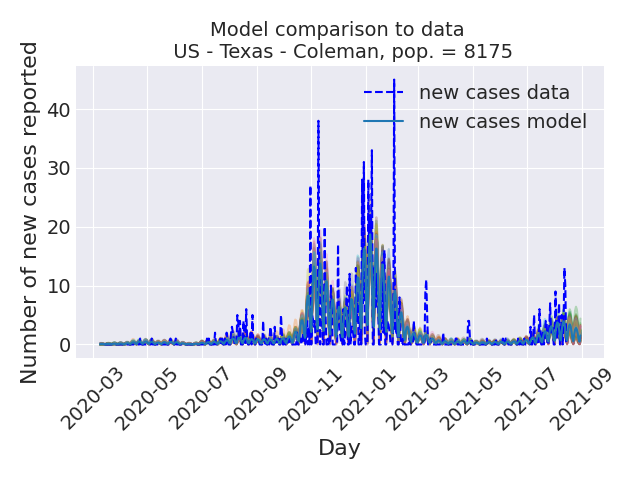 Model comparison to data
US - Texas - Coleman, pop. = 8175
Number of new cases reported
40
30
20
10
0
new cases data
new cases model
2020-03
2020-05
2020-07
2020-09
2020-11
2021-01
2021-03
2021-05
2021-07
2021-09
Day